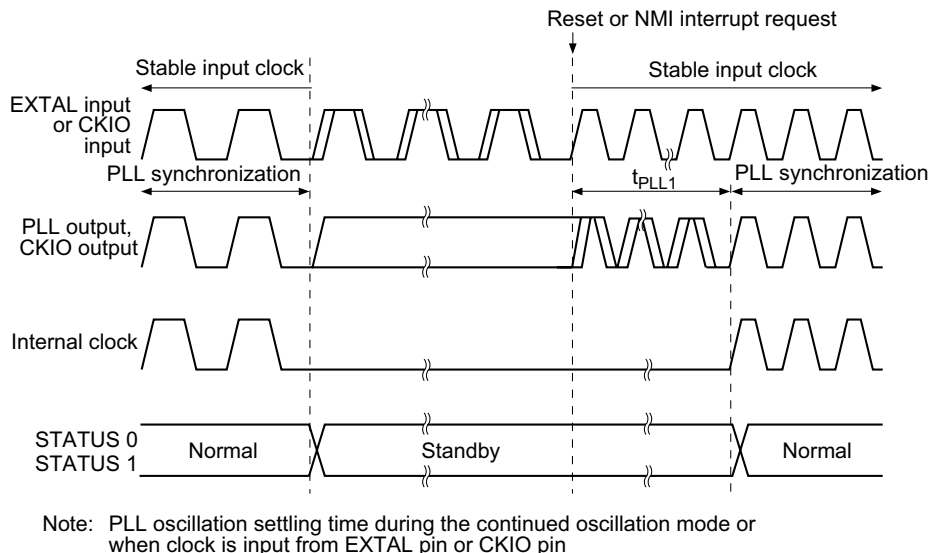 Reset or NMI interrupt request
Stable input clock
Stable input clock
EXTAL input
or CKIO
input
PLL synchronization
tPLL1
PLL synchronization
PLL output,
CKIO output
Internal clock
STATUS 0
STATUS 1
Normal
Standby
Normal
Note: PLL oscillation settling time during the continued oscillation mode or
when clock is input from EXTAL pin or CKIO pin